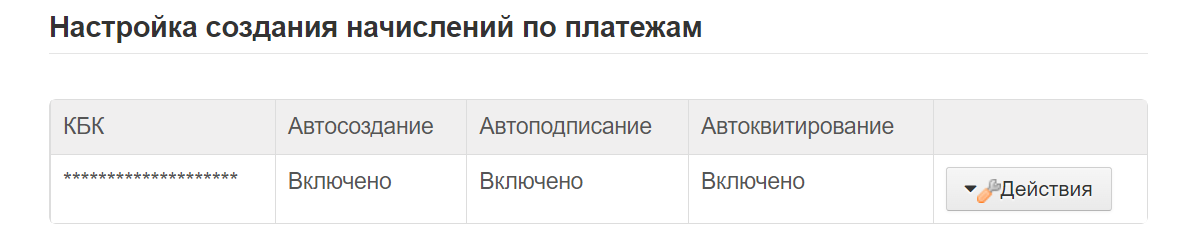 Настройка создания начислений по платежам
КБК Автосоздание Автоподписание Автоквитирование
******************** Включено Включено Включено Действия